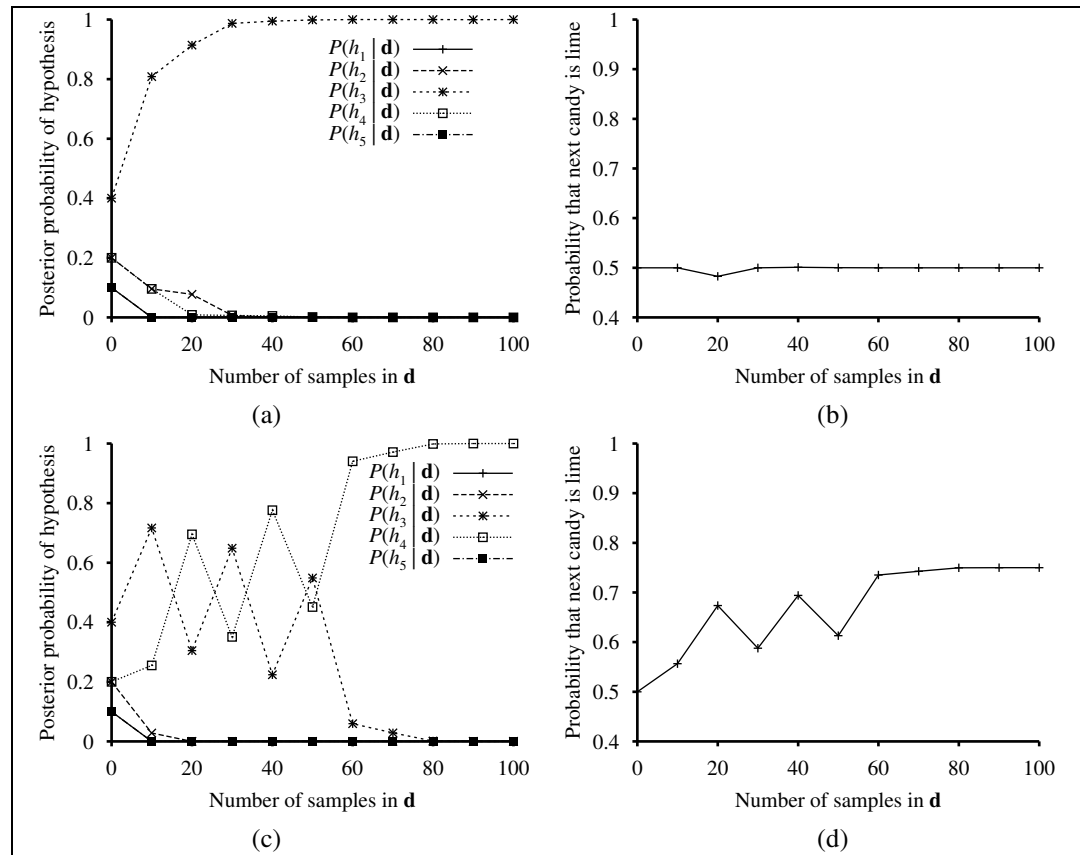 Posterior probability of hypothesis
1
0.8
0.6
0.4
0.2
0
P(h1 | d)
P(h2 | d)
P(h3 | d)
P(h4 | d)
P(h5 | d)
0 20 40 60 80 100
Number of samples in d
(a)
Probability that next candy is lime
1
0.9
0.8
0.7
0.6
0.5
0.4
0 20 40 60 80 100
Number of samples in d
(b)
Posterior probability of hypothesis
1
0.8
0.6
0.4
0.2
0
P(h1 | d)
P(h2 | d)
P(h3 | d)
P(h4 | d)
P(h5 | d)
0 20 40 60 80 100
Number of samples in d
(c)
Probability that next candy is lime
1
0.9
0.8
0.7
0.6
0.5
0.4
0 20 40 60 80 100
Number of samples in d
(d)